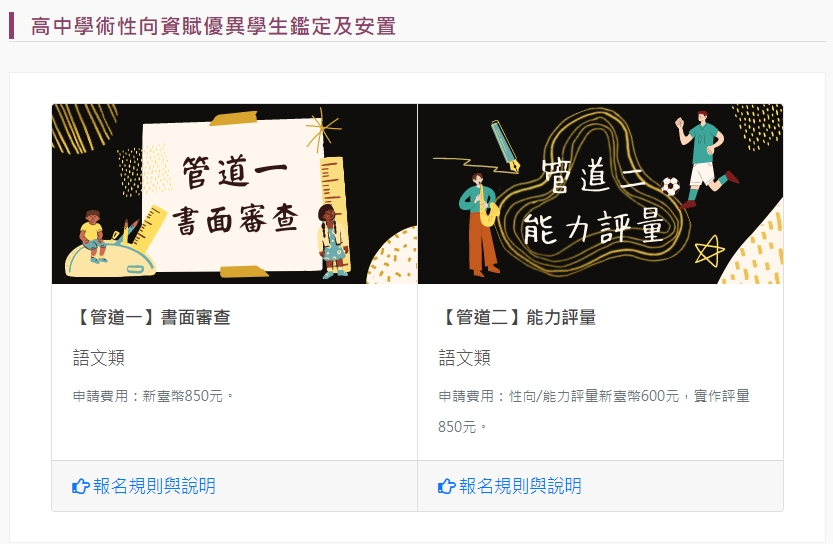 高中學術性向資賦優異學生鑑定及安置
管道一
書面審查
管道二
能力評量
【管道一】書面審查
語文類
申請費用：新臺幣850元。
報名規則與說明
【管道二】能力評量
語文類
申請費用：性向/能力評量新臺幣600元，實作評量
850元。
報名規則與說明